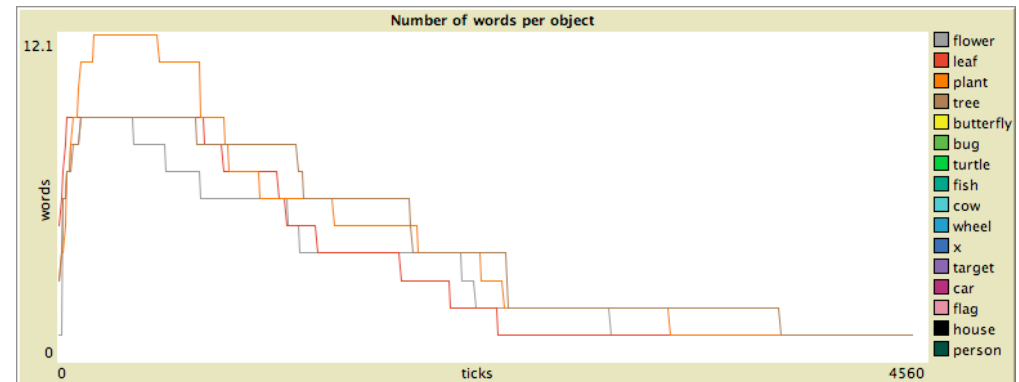 Number of words per object
12.1
words
0
0
ticks
4560
flower
leaf
plant
tree
butterfly
bug
turtle
fish
cow
wheel
x
target
car
flag
house
person